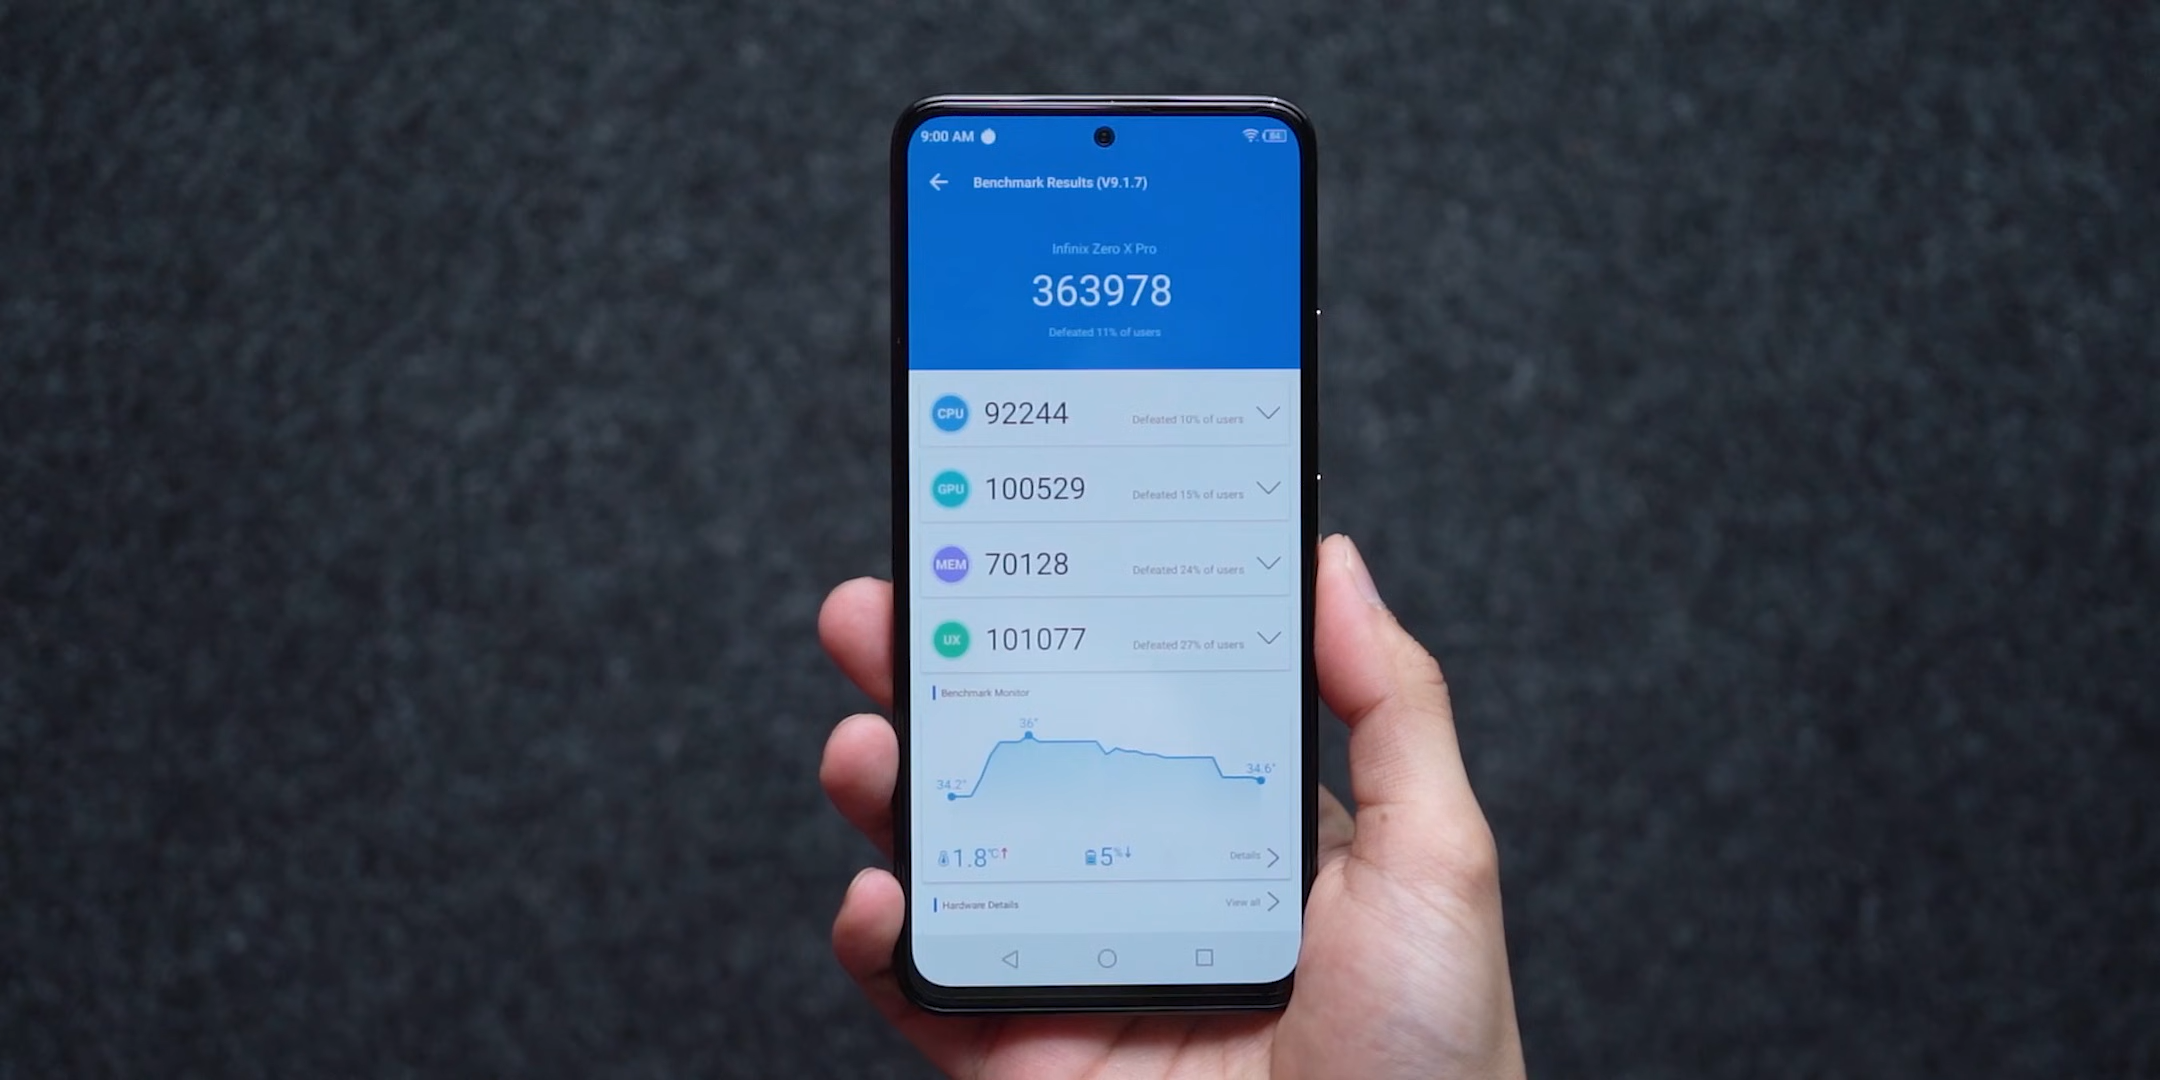 9:00 AM 84
Benchmark Results (V9.1.7)
Infinix Zero X Pro
363978
Defeated 11% of users
CPU 92244 Defeated 10% of users
GPU 100529 Defeated 15% of users
MEM 70128 Defeated 24% of users
UX 101077 Defeated 27% of users
Benchmark Monitor
36°
34.2° 34.6°
1.8℃↑ 5%↓ Details
Hardware Details View all